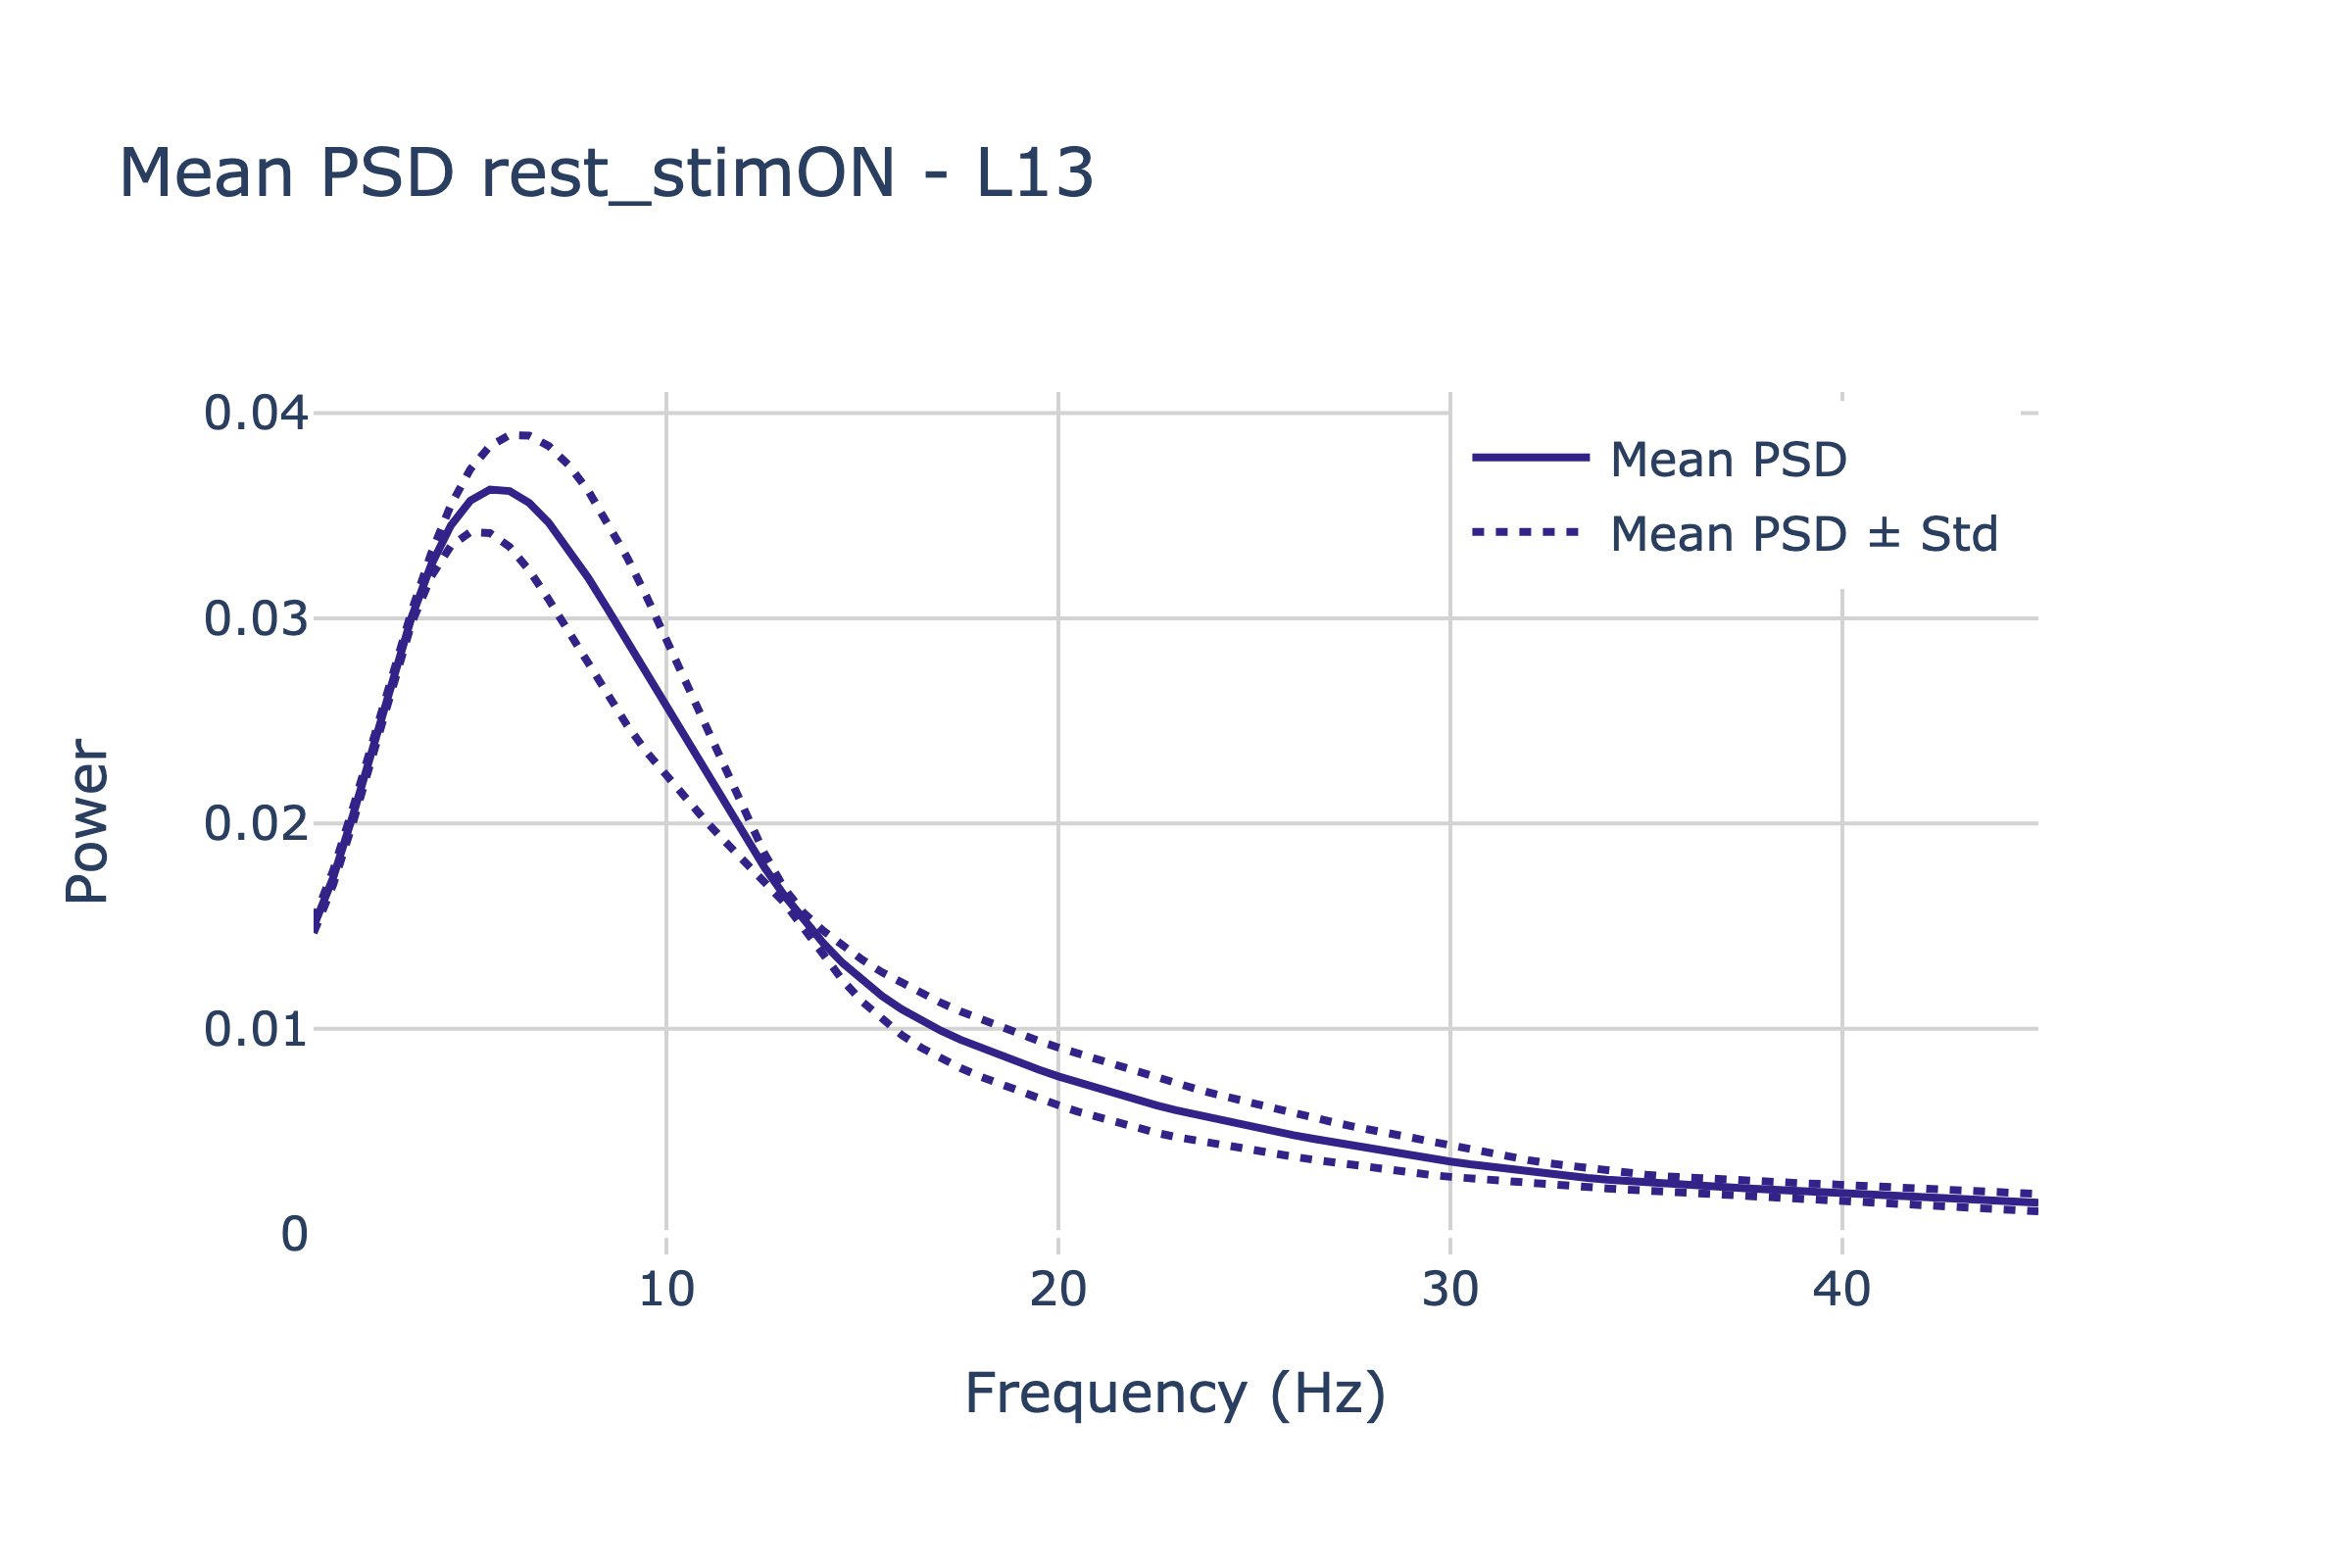 Mean PSD rest_stimON - L13
Mean PSD
Mean PSD ± Std
0.04
0.03
0.02
0.01
0
Power
10 20 30 40
Frequency (Hz)